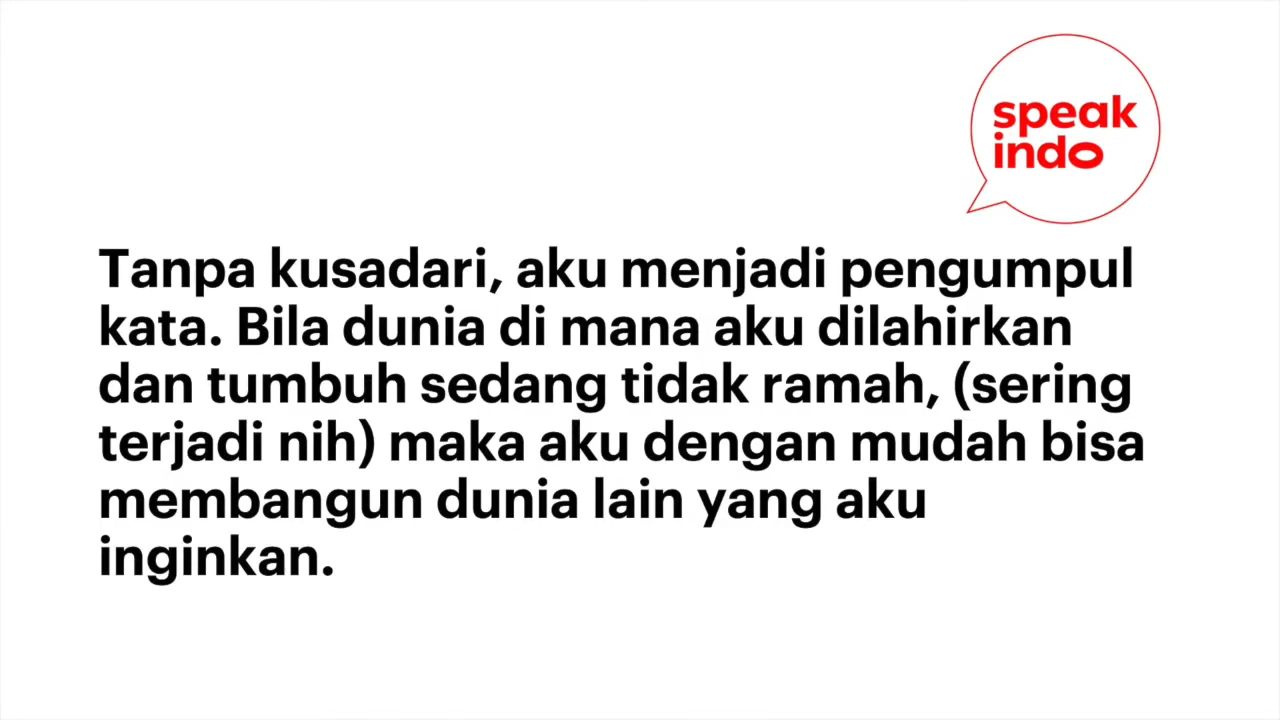 speak
indo
Tanpa kusadari, aku menjadi pengumpul
kata. Bila dunia di mana aku dilahirkan
dan tumbuh sedang tidak ramah, (sering
terjadi nih) maka aku dengan mudah bisa
membangun dunia lain yang aku
inginkan.